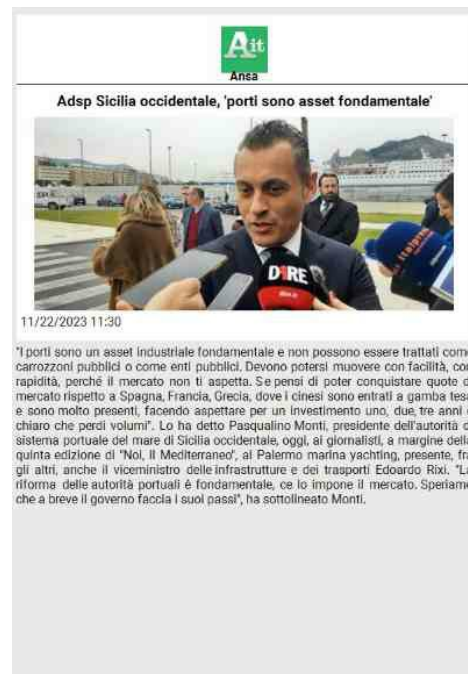 Ait
Ansa
Adsp Sicilia occidentale, 'porti sono asset fondamentale'
DIRE
italpress
11/22/2023 11:30
"I porti sono un asset industriale fondamentale e non possono essere trattati come
carrozzoni pubblici o come enti pubblici. Devono potersi muovere con facilità, con
rapidità, perché il mercato non ti aspetta. Se pensi di poter conquistare quote d
mercato rispetto a Spagna, Francia, Grecia, dove i cinesi sono entrati a gamba tesa
e sono molto presenti, facendo aspettare per un investimento uno, due, tre anni è
chiaro che perdi volumi". Lo ha detto Pasqualino Monti, presidente dell'autorità d
sistema portuale del mare di Sicilia occidentale, oggi, ai giornalisti, a margine della
quinta edizione di "Noi, il Mediterraneo", al Palermo marina yachting, presente, fra
gli altri, anche il viceministro delle infrastrutture e dei trasporti Edoardo Rixi. "La
riforma delle autorità portuali è fondamentale, ce lo impone il mercato. Speriamo
che a breve il governo faccia i suoi passi", ha sottolineato Monti.